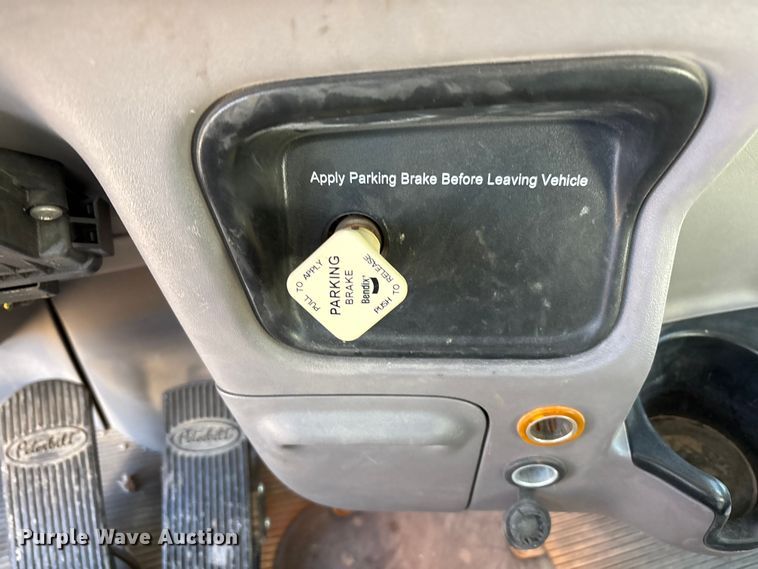 Apply Parking Brake Before Leaving Vehicle
PULL TO APPLY
PARKING
BRAKE
Bendix
PUSH TO RELEASE
Peterbilt
Peterbilt
Purple Wave Auction